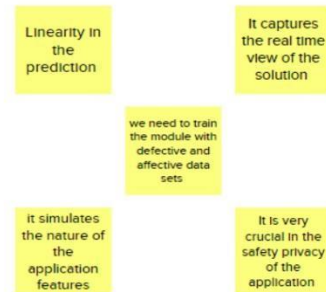 Linearity in
the
prediction
It captures
the real time
view of the
solution
we need to train
the module with
defective and
affective data
sets
it simulates
the nature of
the
application
features
It is very
crucial in the
safety privacy
of the
application